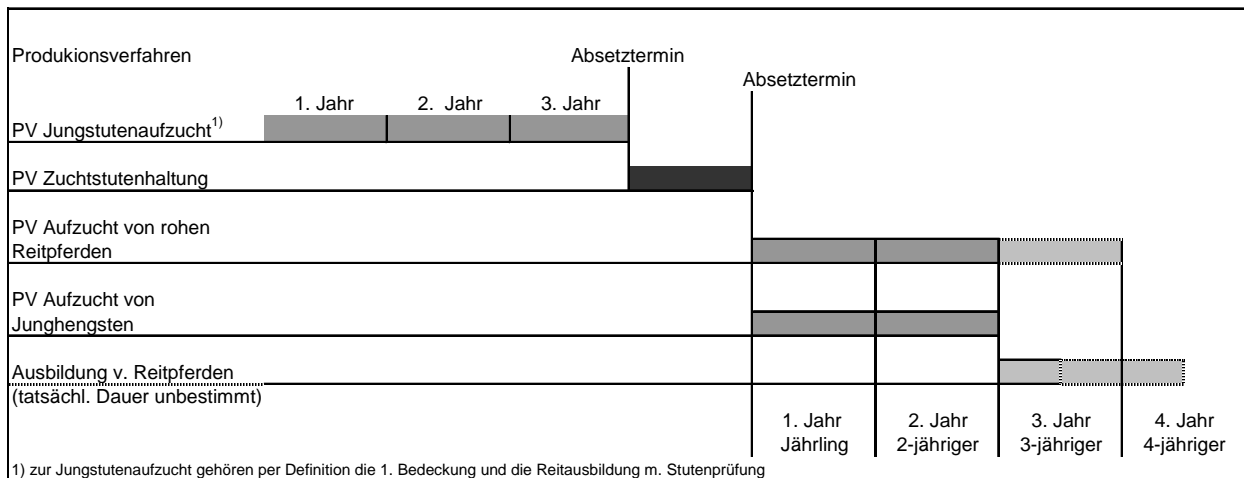 Produkionsverfahren
Absetztermin
Absetztermin
1. Jahr 2. Jahr 3. Jahr
PV Jungstutenaufzucht1)
PV Zuchtstutenhaltung
PV Aufzucht von rohen
Reitpferden
PV Aufzucht von
Junghengsten
Ausbildung v. Reitpferden
(tatsächl. Dauer unbestimmt)
1. Jahr 2. Jahr 3. Jahr 4. Jahr
Jährling 2-jähriger 3-jähriger 4-jähriger
1) zur Jungstutenaufzucht gehören per Definition die 1. Bedeckung und die Reitausbildung m. Stutenprüfung